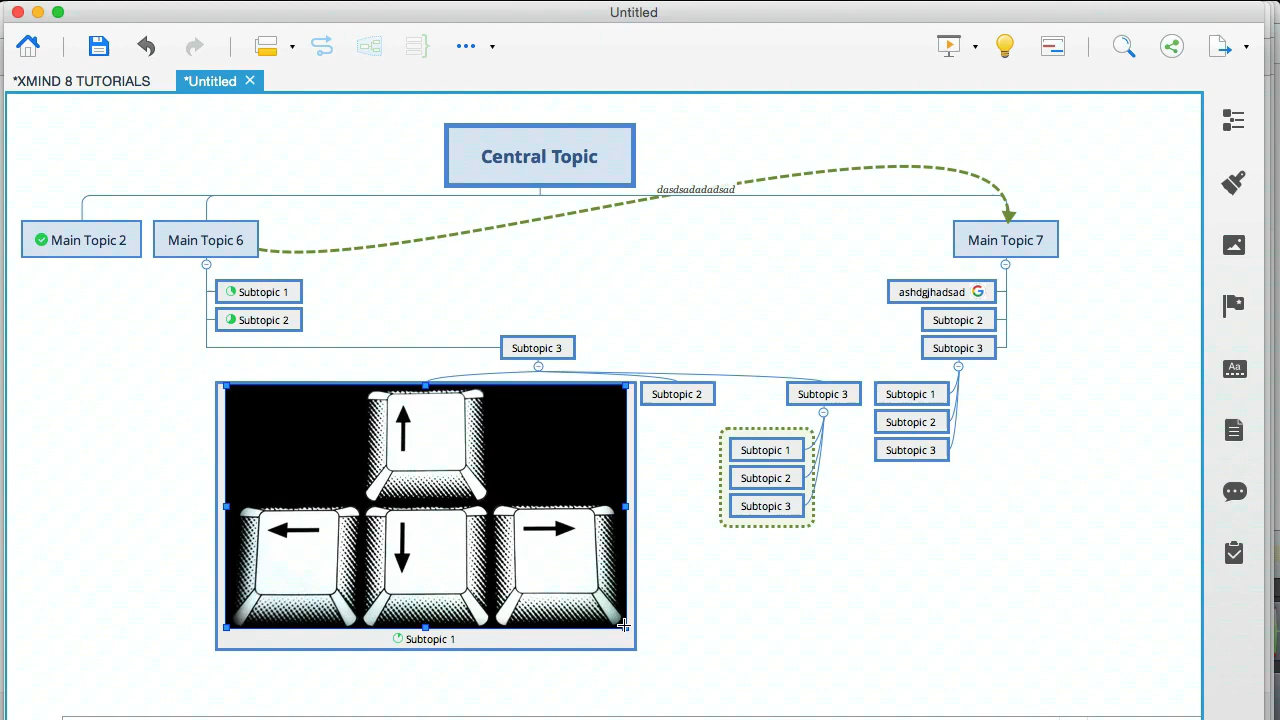 Untitled
*XMIND 8 TUTORIALS
*Untitled
Central Topic
dasdsadadadsad
Main Topic 2
Main Topic 6
Main Topic 7
Subtopic 1
ashdgjhadsad
Subtopic 2
Subtopic 2
Subtopic 3
Subtopic 3
Subtopic 2
Subtopic 3
Subtopic 1
Subtopic 2
Subtopic 1
Subtopic 3
Subtopic 2
Subtopic 3
Subtopic 1
Aa